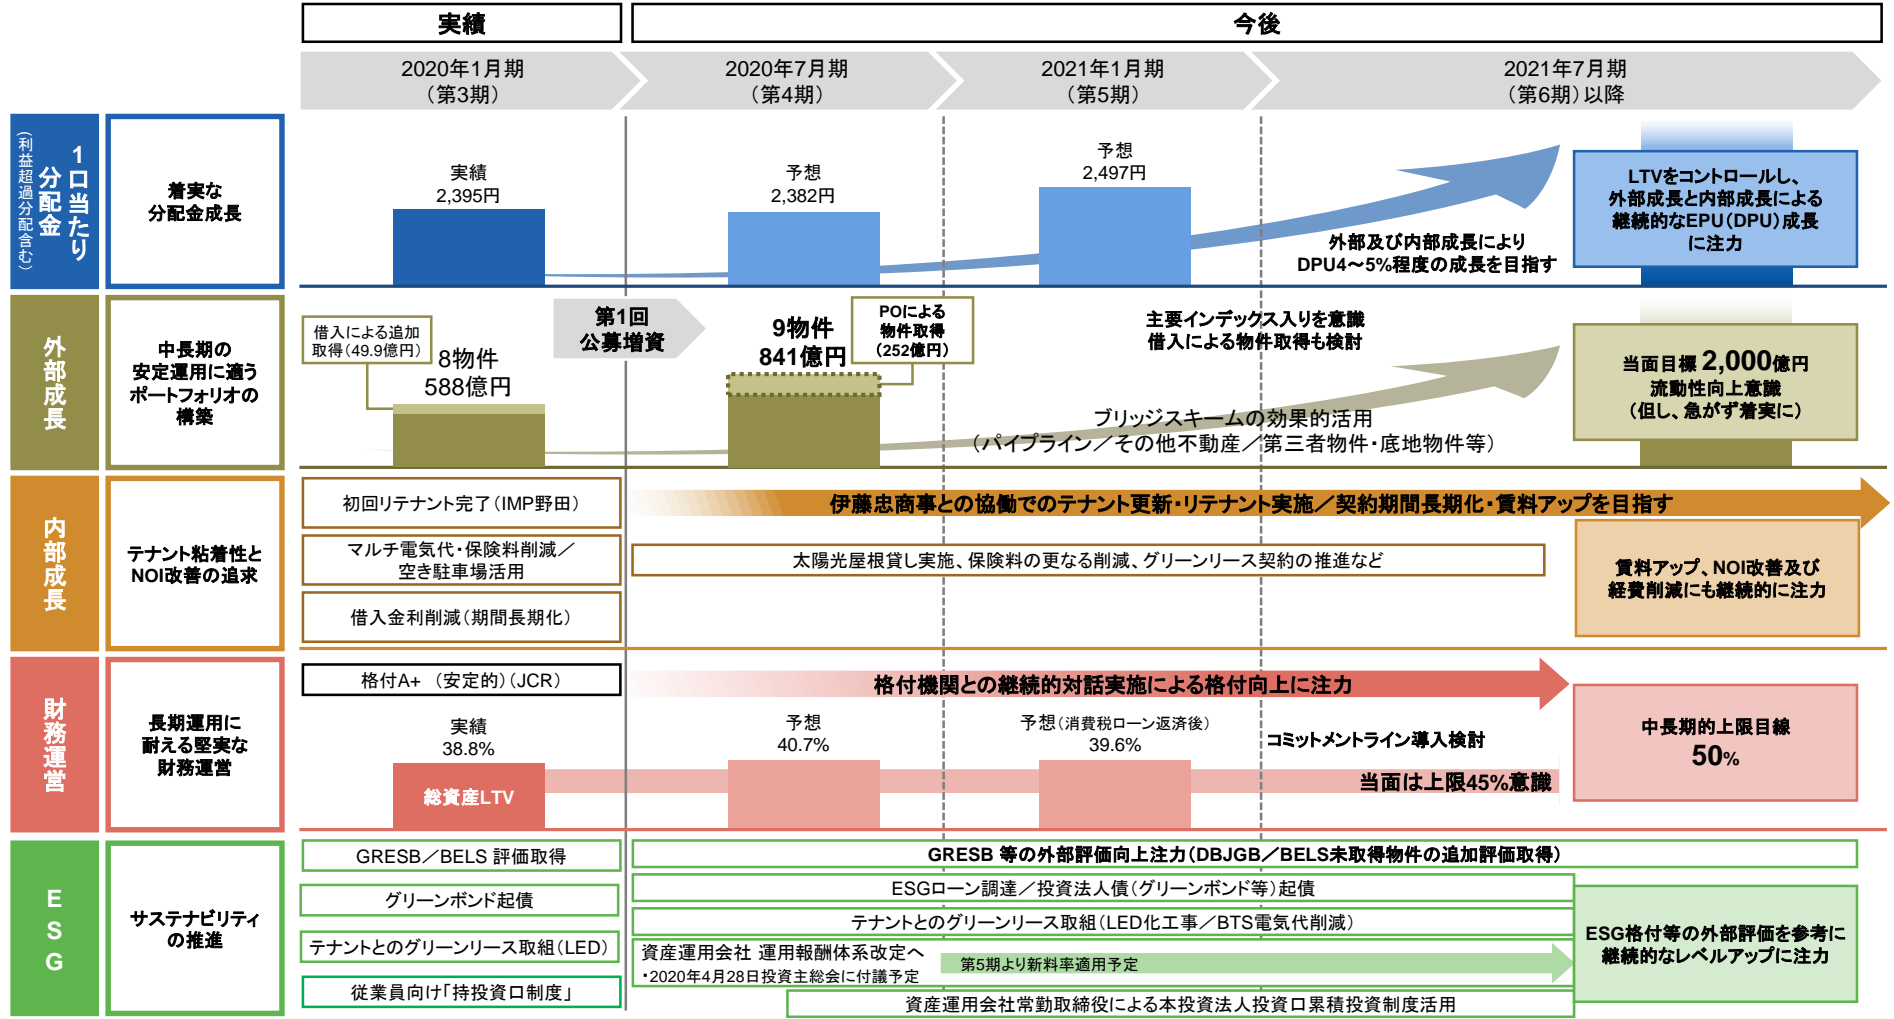 実績
今後
2020年1月期
（第3期）
2020年7月期
（第4期）
2021年1月期
（第5期）
2021年7月期
（第6期）以降
1口当たり
分配金
（利益超過分配含む）
着実な
分配金成長
実績
2,395円
予想
2,382円
予想
2,497円
外部及び内部成長により
DPU4～5%程度の成長を目指す
LTVをコントロールし、
外部成長と内部成長による
継続的なEPU（DPU）成長
に注力
外部成長
中長期の
安定運用に適う
ポートフォリオの
構築
借入による追加
取得（49.9億円）
8物件
588億円
第1回
公募増資
9物件
841億円
POによる
物件取得
（252億円）
主要インデックス入りを意識
借入による物件取得も検討
ブリッジスキームの効果的活用
（パイプライン／その他不動産／第三者物件・底地物件等）
当面目標 2,000億円
流動性向上意識
（但し、急がず着実に）
内部成長
テナント粘着性と
NOI改善の追求
初回リテナント完了（IMP野田）
マルチ電気代・保険料削減／
空き駐車場活用
借入金利削減（期間長期化）
伊藤忠商事との協働でのテナント更新・リテナント実施／契約期間長期化・賃料アップを目指す
太陽光屋根貸し実施、保険料の更なる削減、グリーンリース契約の推進など
賃料アップ、NOI改善及び
経費削減にも継続的に注力
財務運営
長期運用に
耐える堅実な
財務運営
格付A+ （安定的）（JCR）
格付機関との継続的対話実施による格付向上に注力
実績
38.8%
総資産LTV
予想
40.7%
予想（消費税ローン返済後）
39.6%
コミットメントライン導入検討
当面は上限45%意識
中長期的上限目線
50%
ESG
サステナビリティ
の推進
GRESB／BELS 評価取得
グリーンボンド起債
テナントとのグリーンリース取組（LED）
従業員向け「持投資口制度」
GRESB 等の外部評価向上注力（DBJGB／BELS未取得物件の追加評価取得）
ESGローン調達／投資法人債（グリーンボンド等）起債
テナントとのグリーンリース取組（LED化工事／BTS電気代削減）
資産運用会社 運用報酬体系改定へ
・2020年4月28日投資主総会に付議予定
第5期より新料率適用予定
資産運用会社常勤取締役による本投資法人投資口累積投資制度活用
ESG格付等の外部評価を参考に
継続的なレベルアップに注力